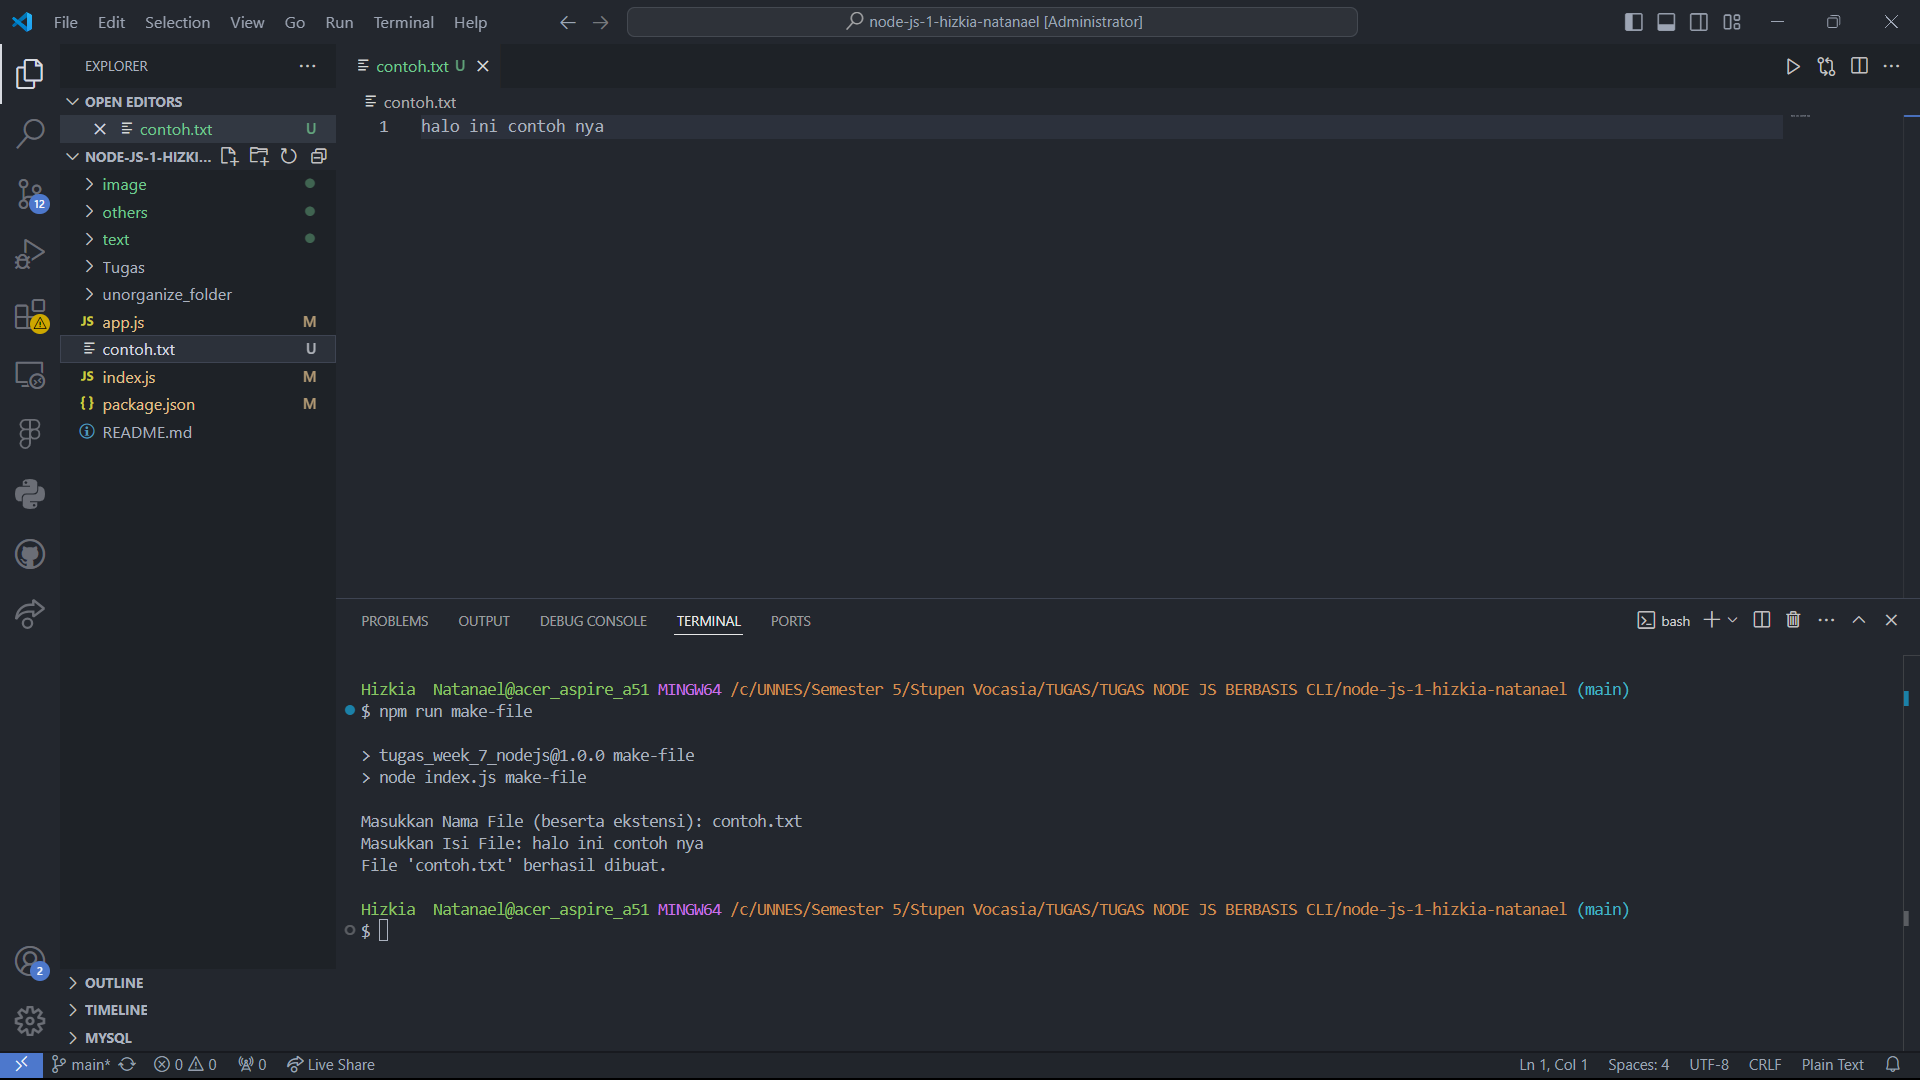 File Edit Selection View Go Run Terminal Help
node-js-1-hizkia-natanael [Administrator]
EXPLORER
OPEN EDITORS
contoh.txt U
NODE-JS-1-HIZKI...
image
others
text
Tugas
unorganize_folder
JS app.js M
contoh.txt U
JS index.js M
{} package.json M
README.md
OUTLINE
TIMELINE
MYSQL
12
2
contoh.txt U
contoh.txt
1 halo ini contoh nya
PROBLEMS OUTPUT DEBUG CONSOLE TERMINAL PORTS
bash
Hizkia  Natanael@acer_aspire_a51 MINGW64 /c/UNNES/Semester 5/Stupen Vocasia/TUGAS/TUGAS NODE JS BERBASIS CLI/node-js-1-hizkia-natanael (main)
$ npm run make-file
> tugas_week_7_nodejs@1.0.0 make-file
> node index.js make-file
Masukkan Nama File (beserta ekstensi): contoh.txt
Masukkan Isi File: halo ini contoh nya
File 'contoh.txt' berhasil dibuat.
Hizkia  Natanael@acer_aspire_a51 MINGW64 /c/UNNES/Semester 5/Stupen Vocasia/TUGAS/TUGAS NODE JS BERBASIS CLI/node-js-1-hizkia-natanael (main)
$
main* 0 0 0 Live Share
Ln 1, Col 1 Spaces: 4 UTF-8 CRLF Plain Text